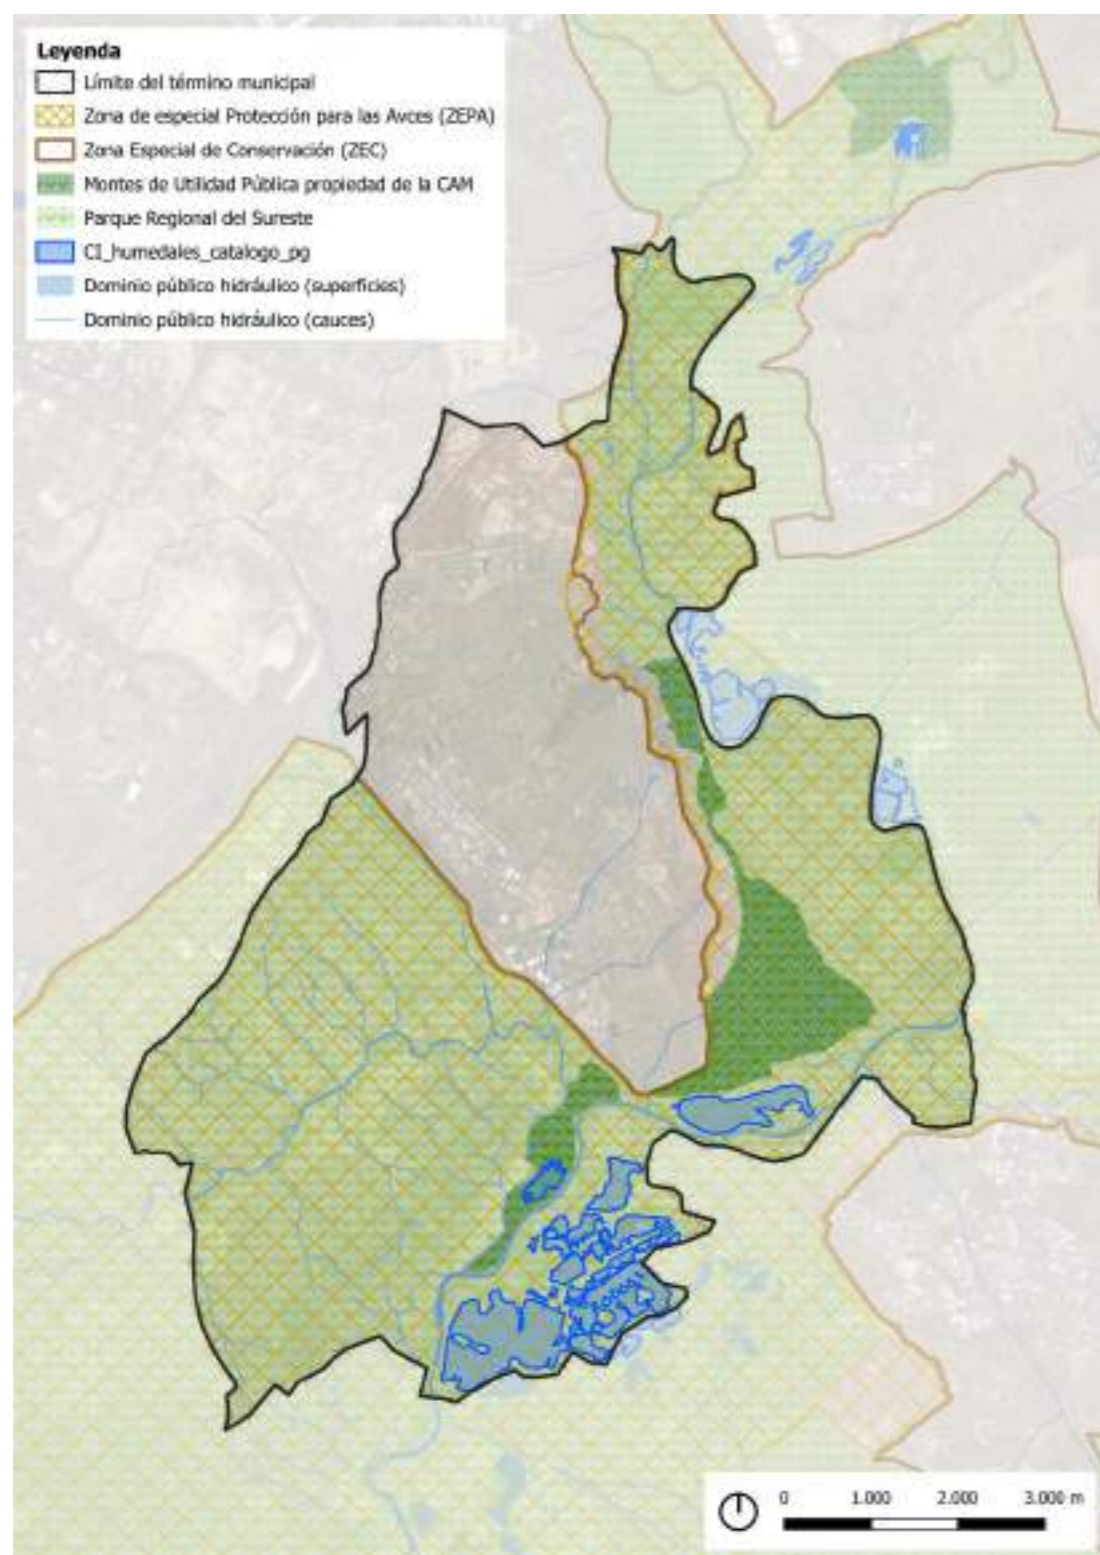 Leyenda
Límite del término municipal
Zona de especial Protección para las Avces (ZEPA)
Zona Especial de Conservación (ZEC)
Montes de Utilidad Pública propiedad de la CAM
Parque Regional del Sureste
CI_humedales_catalogo_pg
Dominio público hidráulico (superficies)
Dominio público hidráulico (cauces)
0 1.000 2.000 3.000 m